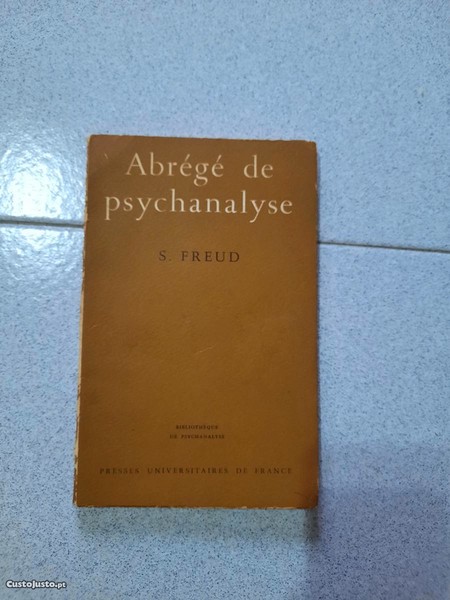 Abrégé de
psychanalyse
S. FREUD
BIBLIOTHÈQUE
DE PSYCHANALYSE
PRESSES UNIVERSITAIRES DE FRANCE
CustoJusto.pt